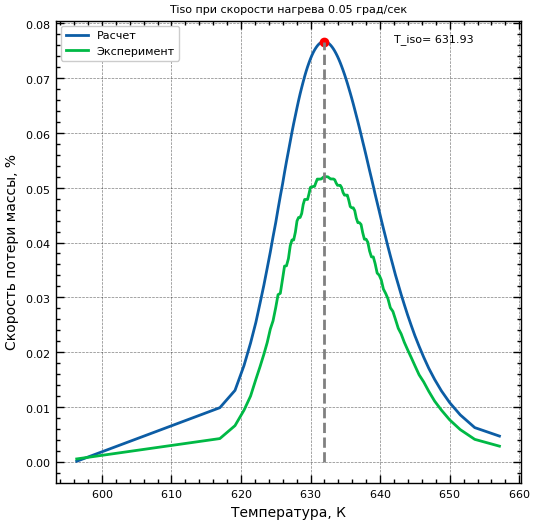 Tiso при скорости нагрева 0.05 град/сек
Расчет
Эксперимент
T_iso= 631.93
Скорость потери массы, %
0.08
0.07
0.06
0.05
0.04
0.03
0.02
0.01
0.00
600 610 620 630 640 650 660
Температура, К